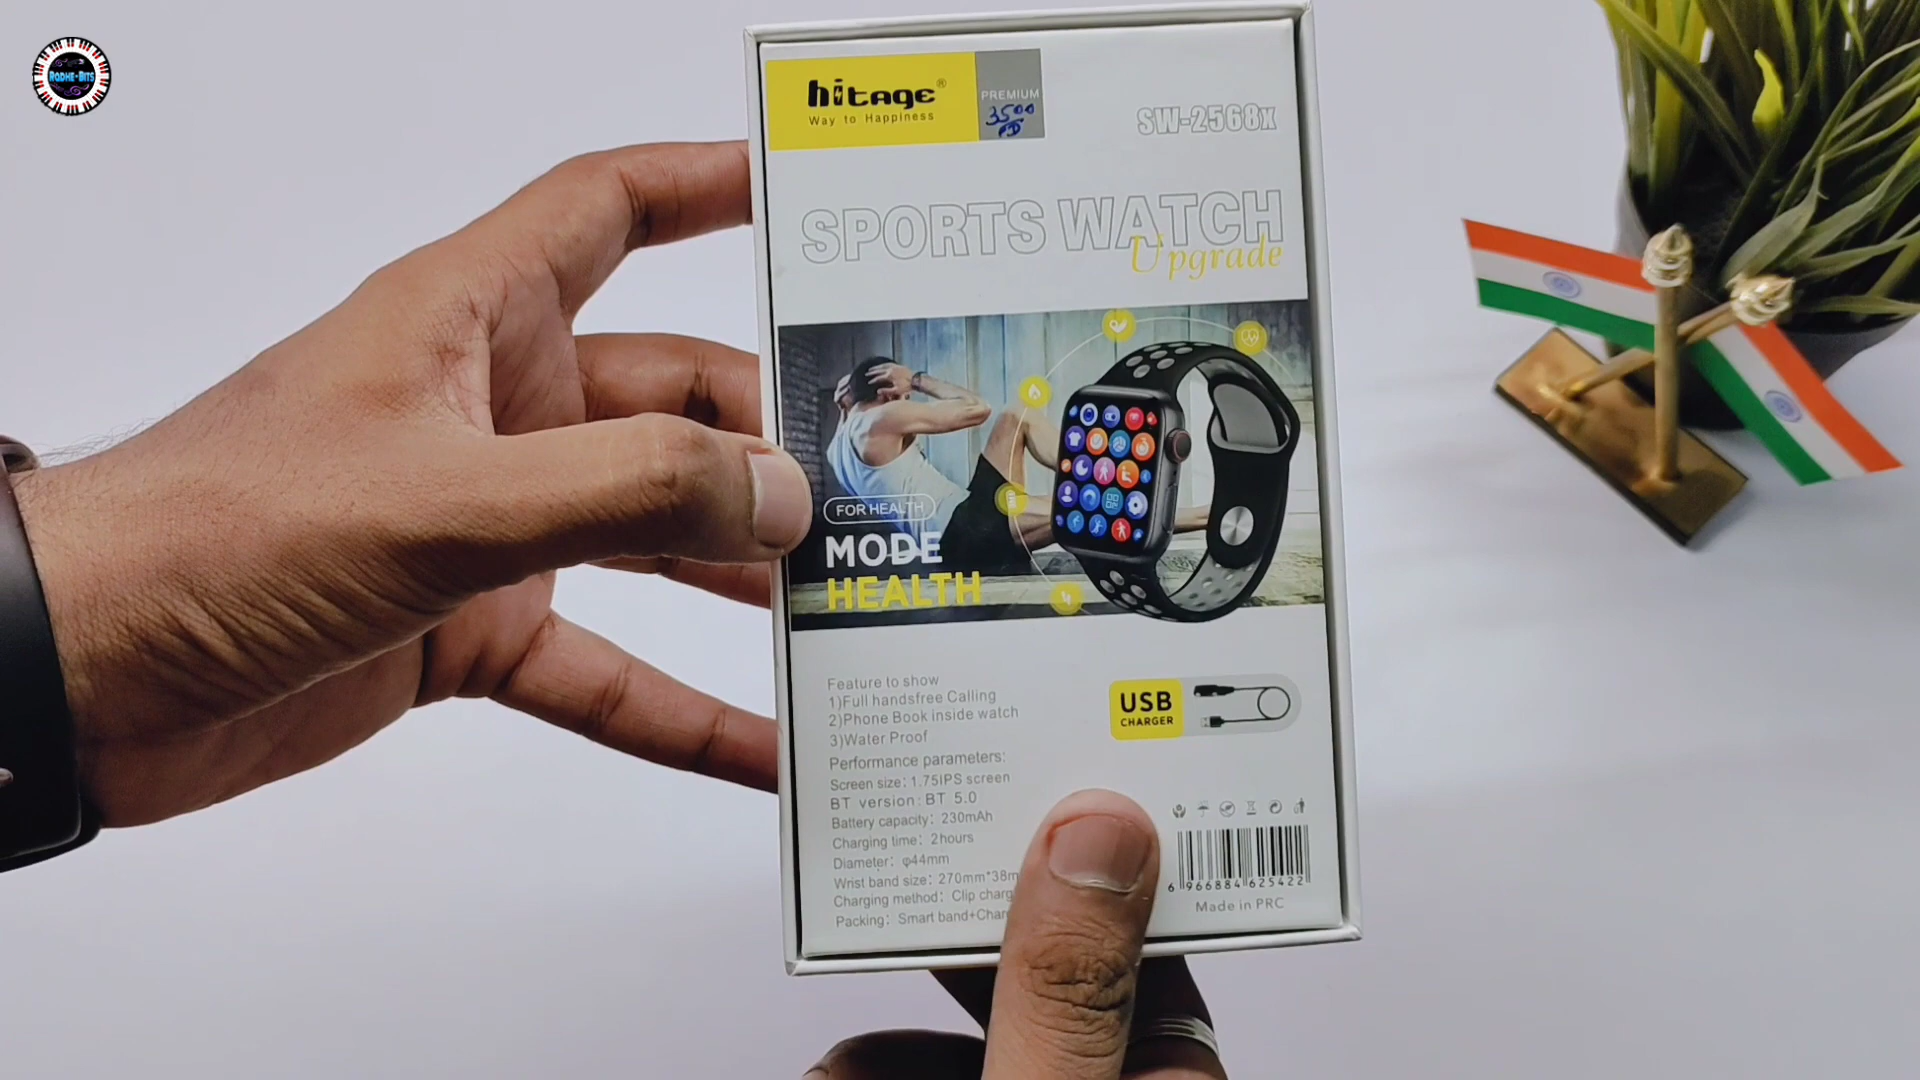 RADHE-BITS
hitage®
Way to Happiness
PREMIUM
3500
SW-2568x
SPORTS WATCH
Upgrade
FOR HEALTH
MODE
HEALTH
Feature to show
1)Full handsfree Calling
2)Phone Book inside watch
3)Water Proof
Performance parameters:
Screen size: 1.75IPS screen
BT version: BT 5.0
Battery capacity: 230mAh
Charging time: 2hours
Diameter: φ44mm
Wrist band size: 270mm*38m
Charging method: Clip charg
Packing: Smart band+Char
USB
CHARGER
6 966884 625422
Made in PRC